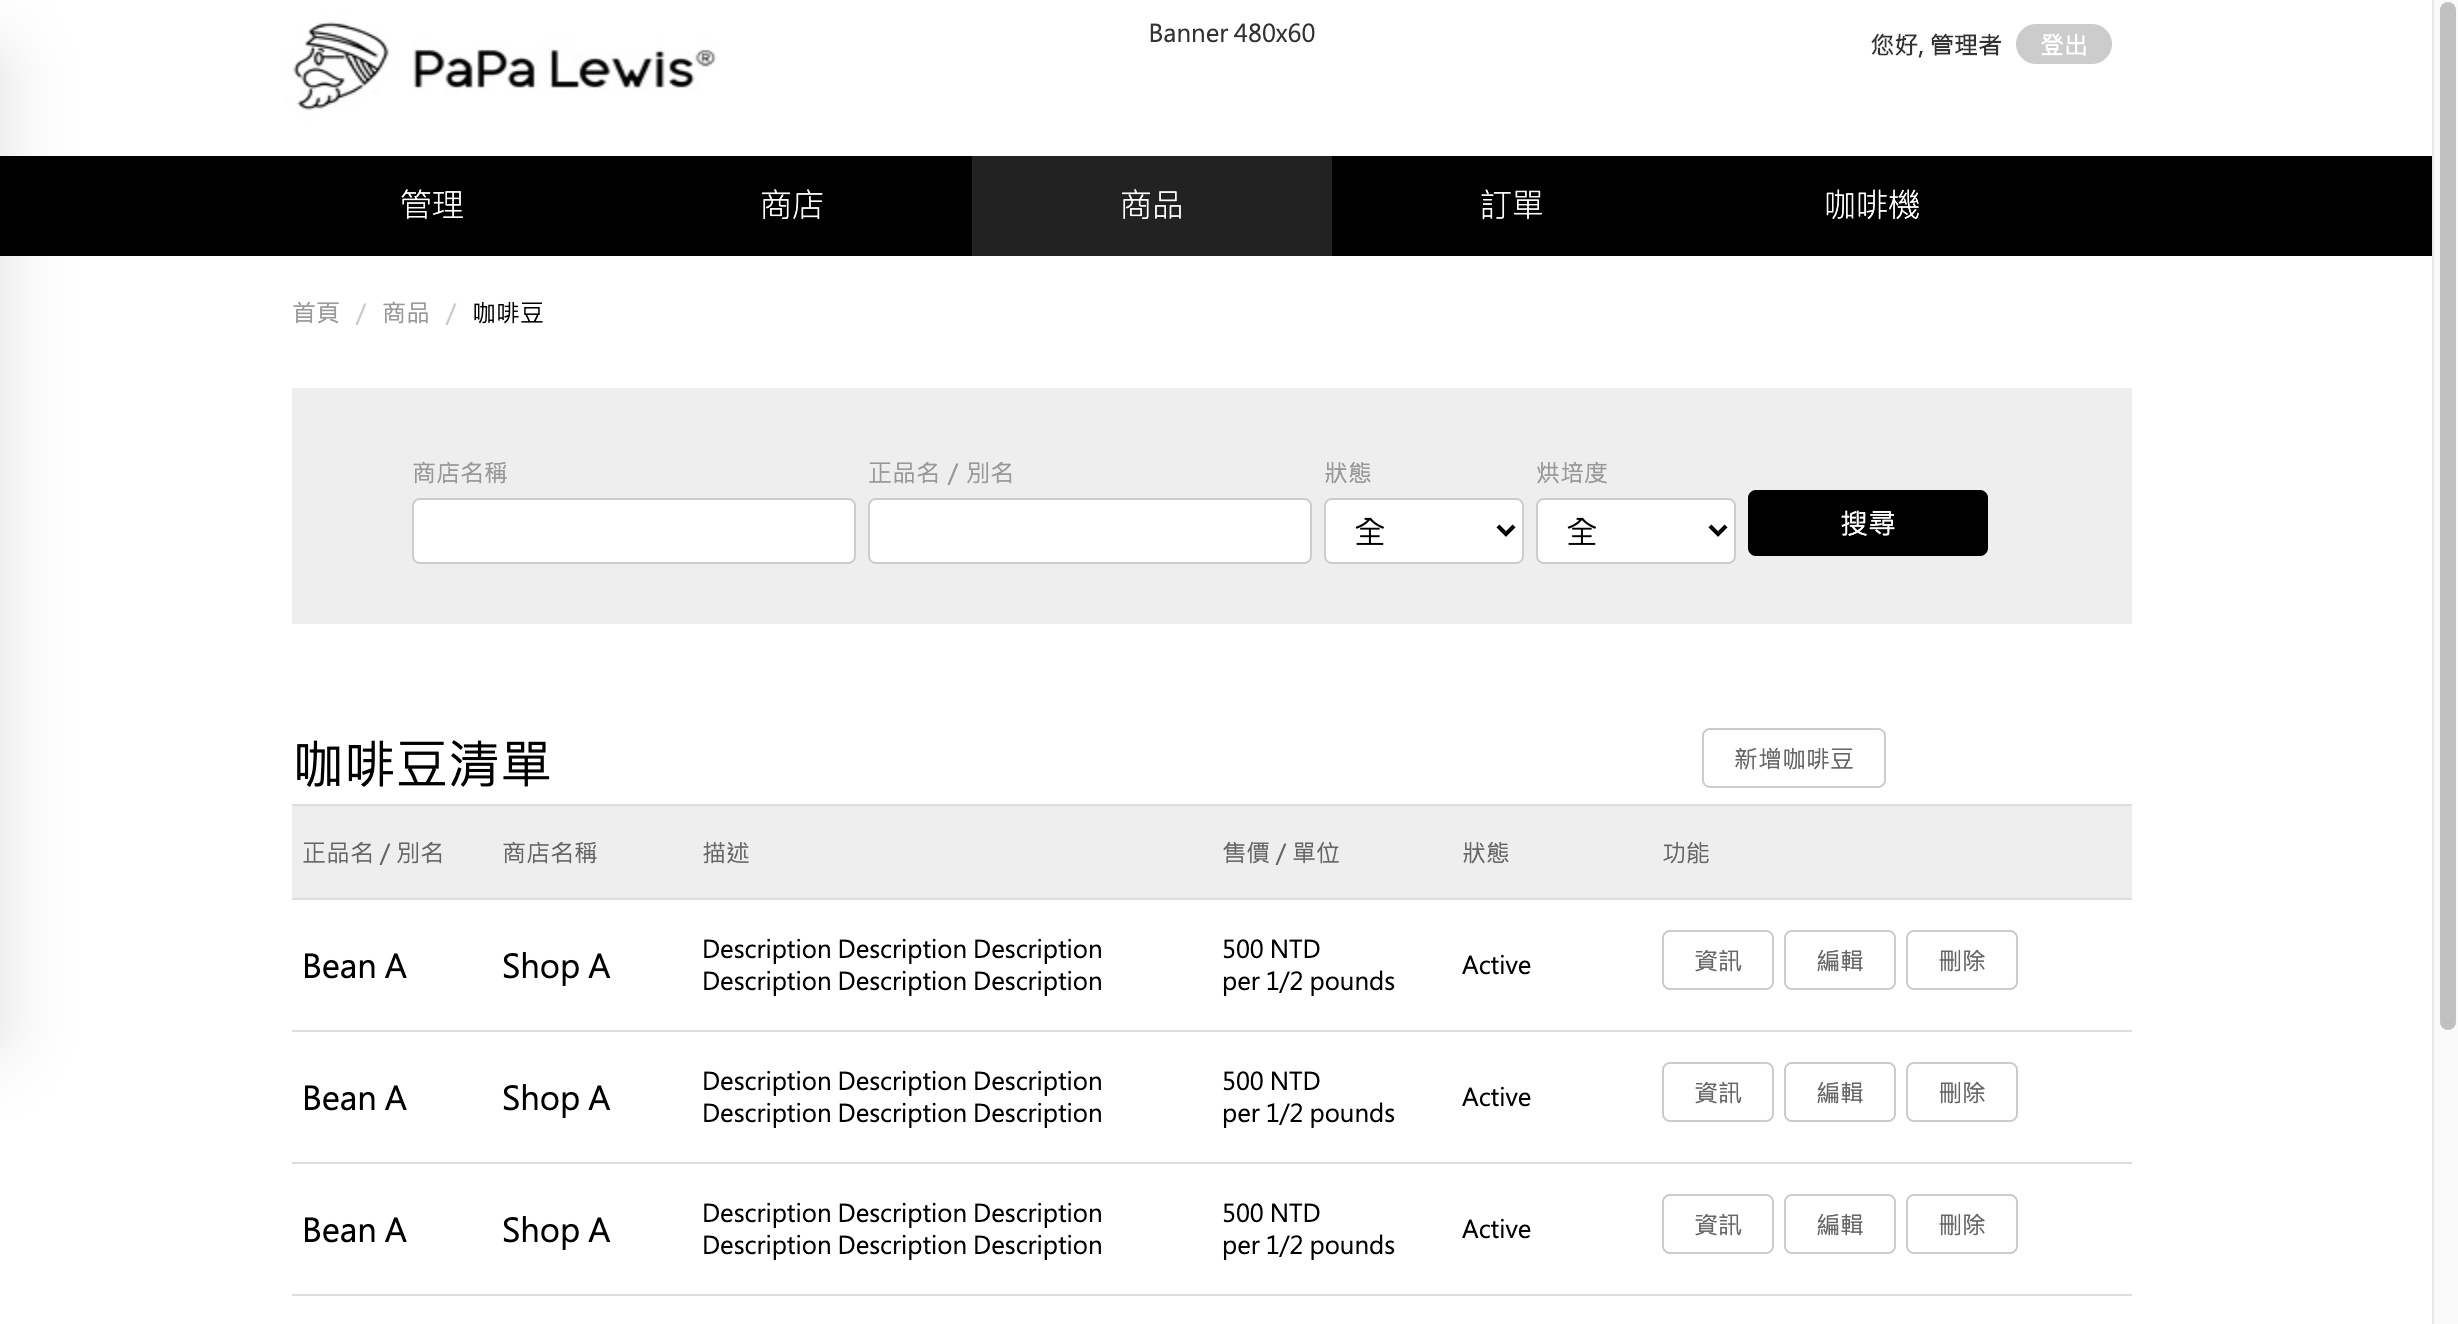 PaPa Lewis®
Banner 480x60
您好, 管理者 登出
管理 商店 商品 訂單 咖啡機
首頁 / 商品 / 咖啡豆
商店名稱 正品名 / 別名 狀態 烘培度
全 全 搜尋
咖啡豆清單 新增咖啡豆
正品名 / 別名 商店名稱 描述 售價 / 單位 狀態 功能
Bean A Shop A Description Description Description 500 NTD Active 資訊 編輯 刪除
Description Description Description per 1/2 pounds
Bean A Shop A Description Description Description 500 NTD Active 資訊 編輯 刪除
Description Description Description per 1/2 pounds
Bean A Shop A Description Description Description 500 NTD Active 資訊 編輯 刪除
Description Description Description per 1/2 pounds